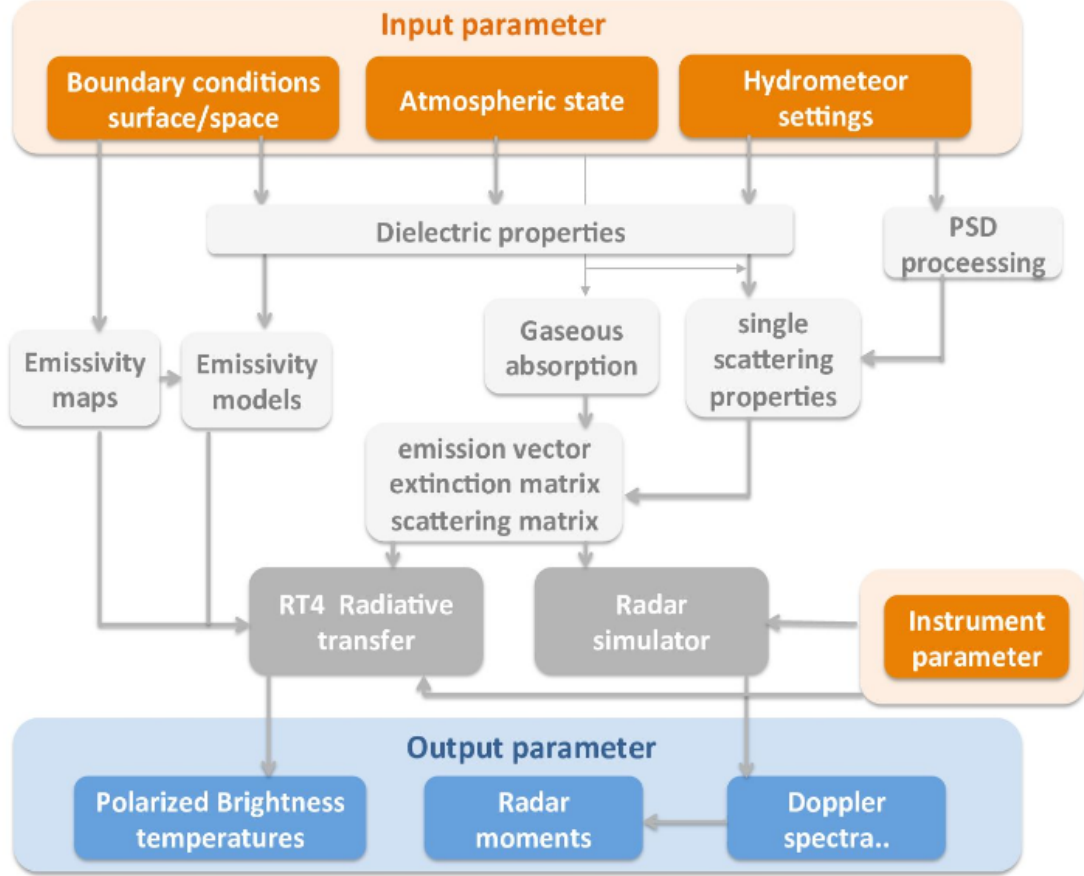 Input parameter
Boundary conditions
surface/space
Atmospheric state
Hydrometeor
settings
Dielectric properties
PSD
proceessing
Emissivity
maps
Emissivity
models
Gaseous
absorption
single
scattering
properties
emission vector
extinction matrix
scattering matrix
RT4  Radiative
transfer
Radar
simulator
Instrument
parameter
Output parameter
Polarized Brightness
temperatures
Radar
moments
Doppler
spectra..